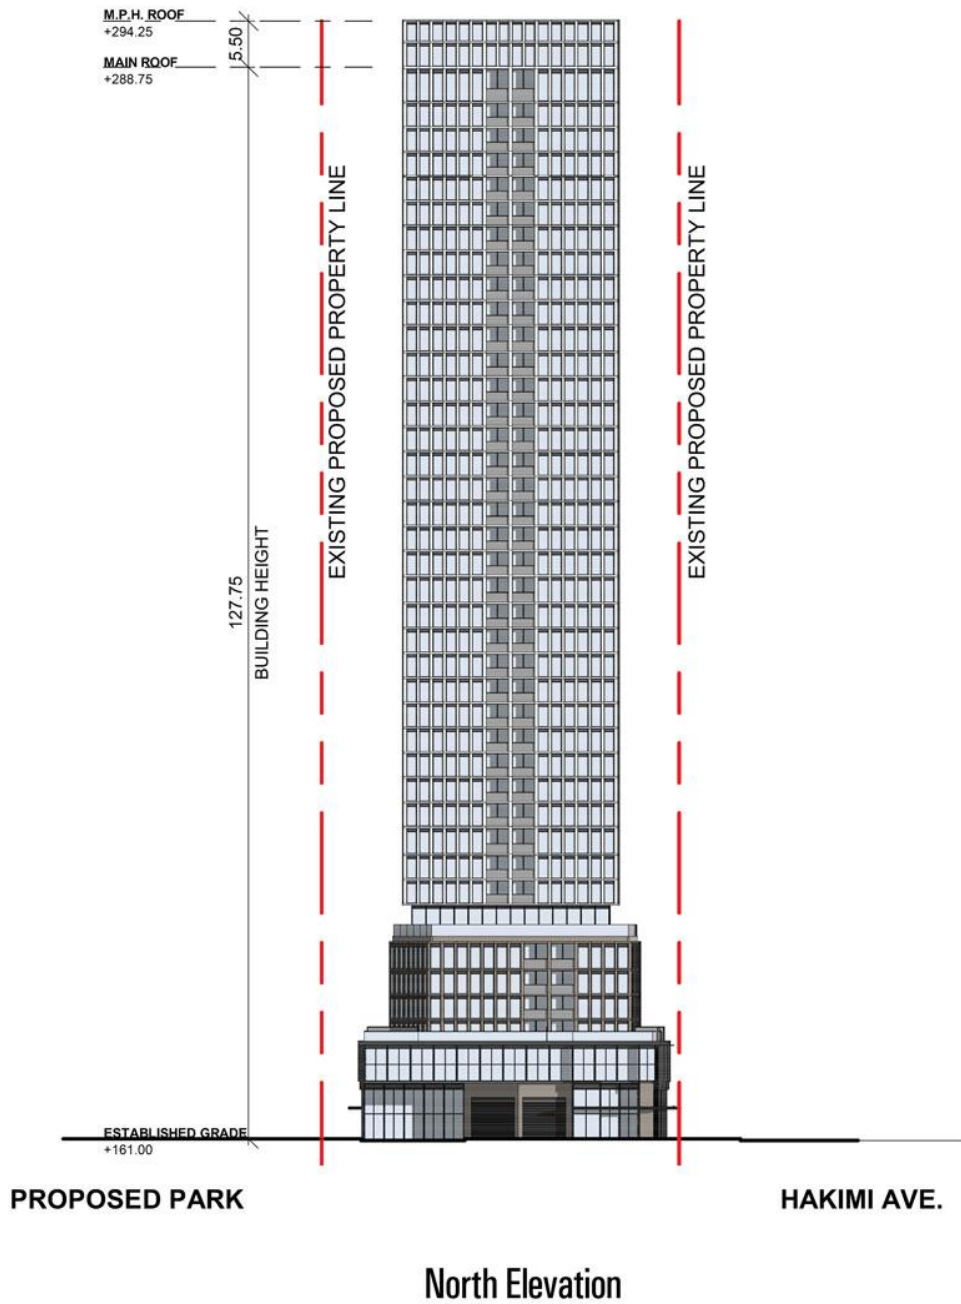 M.P.H. ROOF
+294.25
5.50
MAIN ROOF
+288.75
EXISTING PROPOSED PROPERTY LINE
EXISTING PROPOSED PROPERTY LINE
127.75
BUILDING HEIGHT
ESTABLISHED GRADE
+161.00
PROPOSED PARK
HAKIMI AVE.
North Elevation